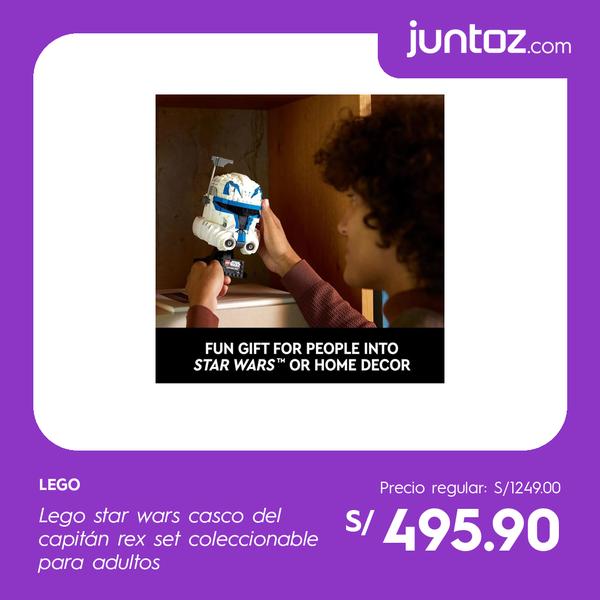 juntoz.com
FUN GIFT FOR PEOPLE INTO
STAR WARS™ OR HOME DECOR
LEGO
Lego star wars casco del
capitán rex set coleccionable
para adultos
Precio regular: S/1249.00
S/ 495.90